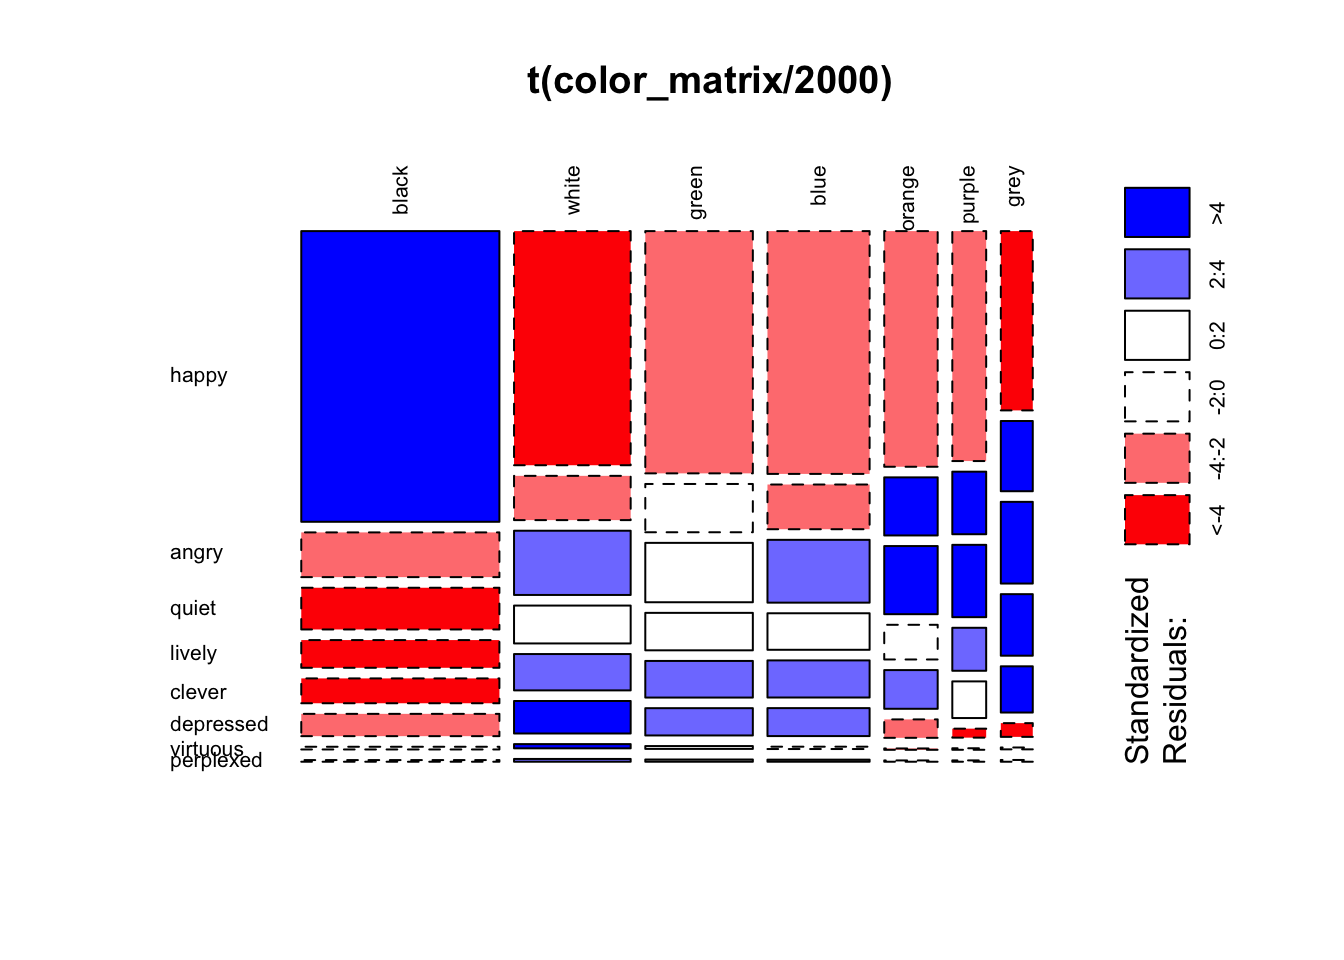 t(color_matrix/2000)
black
white
green
blue
orange
purple
grey
happy
angry
quiet
lively
clever
depressed
virtuous
perplexed
>4
2:4
0:2
-2:0
-4:-2
<-4
Standardized
Residuals: